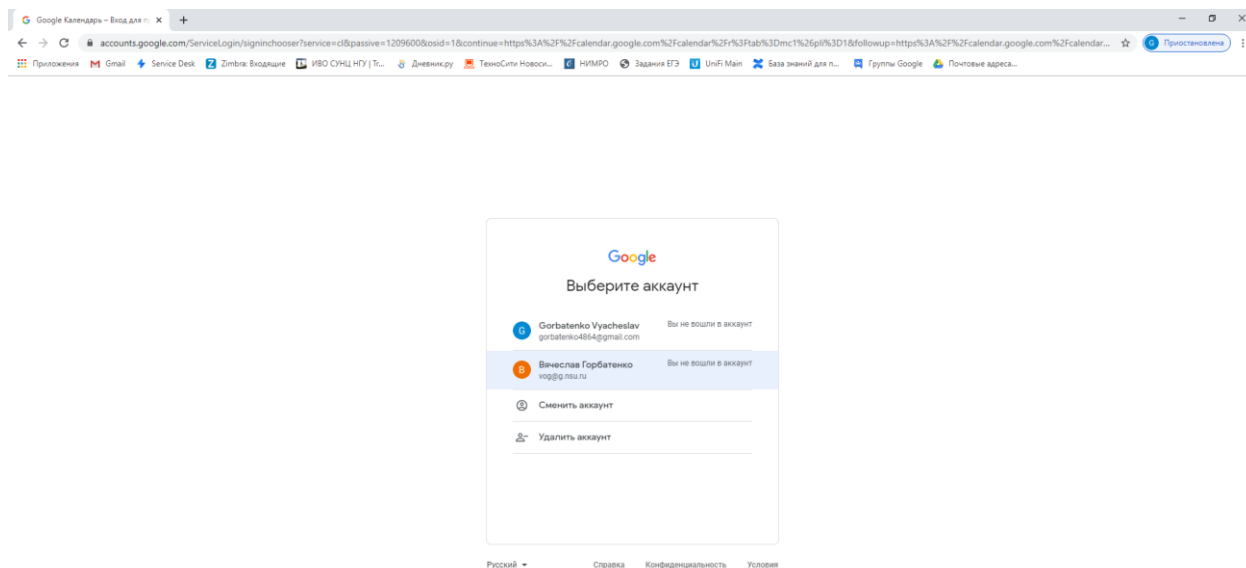 Google Календарь – Вход для п
accounts.google.com/ServiceLogin/signinchooser?service=cl&passive=1209600&osid=1&continue=https%3A%2F%2Fcalendar.google.com%2Fcalendar%2Fr%3Ftab%3Dmc1%26pli%3D1&followup=https%3A%2F%2Fcalendar.google.com%2Fcalendar... G Приостановлена
Приложения Gmail Service Desk Zimbra: Входящие ИВО СУНЦ НГУ | Tr... Дневник.ру ТехноСити Новоси... НИМРО Задания ЕГЭ UniFi Main База знаний для п... Группы Google Почтовые адреса...
Google
Выберите аккаунт
G Gorbatenko Vyacheslav Вы не вошли в аккаунт
gorbatenko4864@gmail.com
В Вячеслав Горбатенко Вы не вошли в аккаунт
vog@g.nsu.ru
Сменить аккаунт
Удалить аккаунт
Русский Справка Конфиденциальность Условия